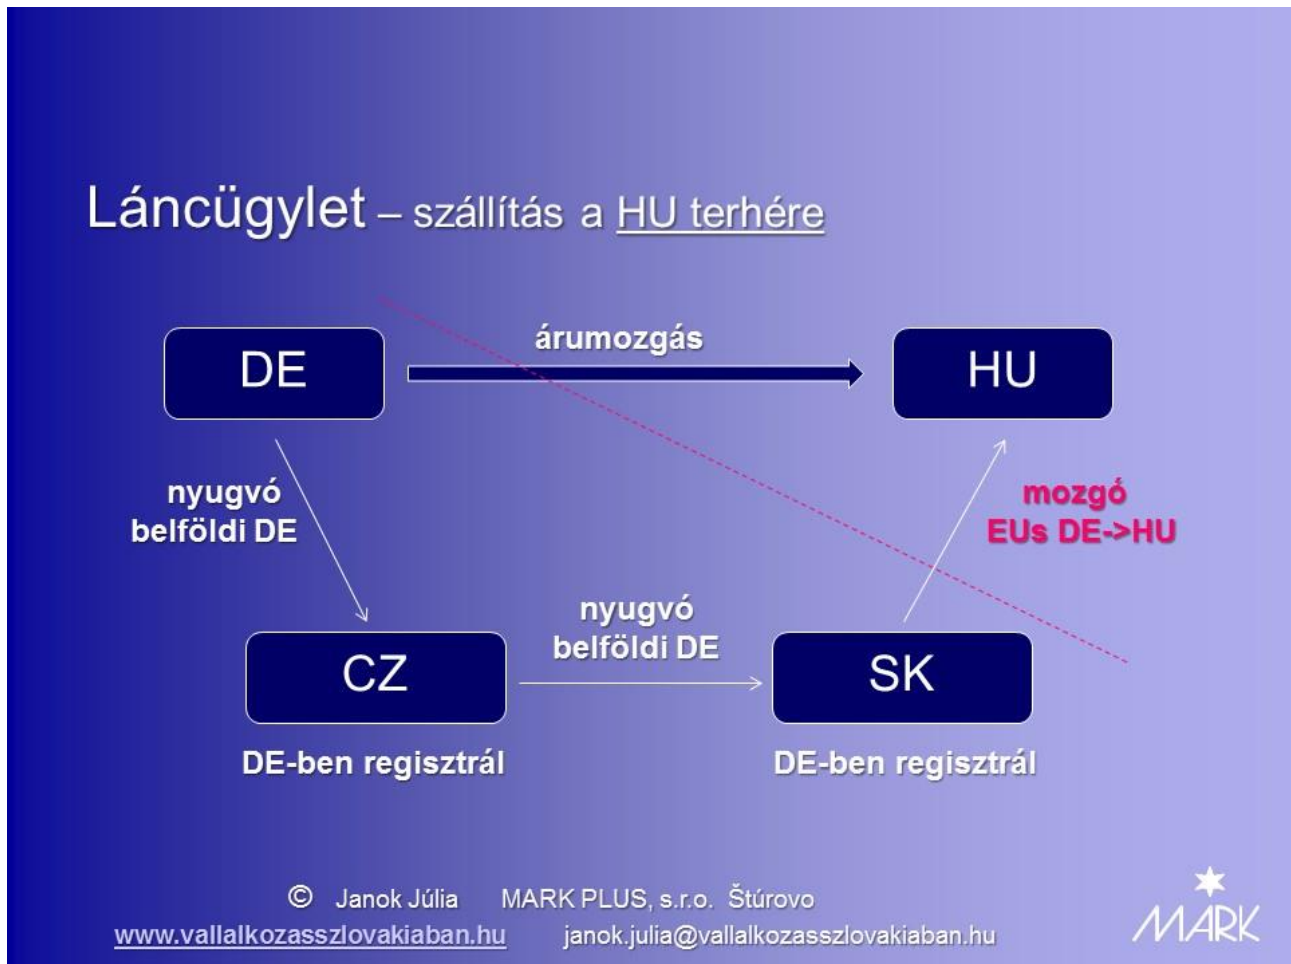 Láncügylet – szállítás a HU terhére
árumozgás
DE
HU
nyugvó
belföldi DE
mozgó
EUs DE->HU
nyugvó
belföldi DE
CZ
SK
DE-ben regisztrál
DE-ben regisztrál
© Janok Júlia MARK PLUS, s.r.o. Štúrovo
www.vallalkozasszlovakiaban.hu janok.julia@vallalkozasszlovakiaban.hu
MARK